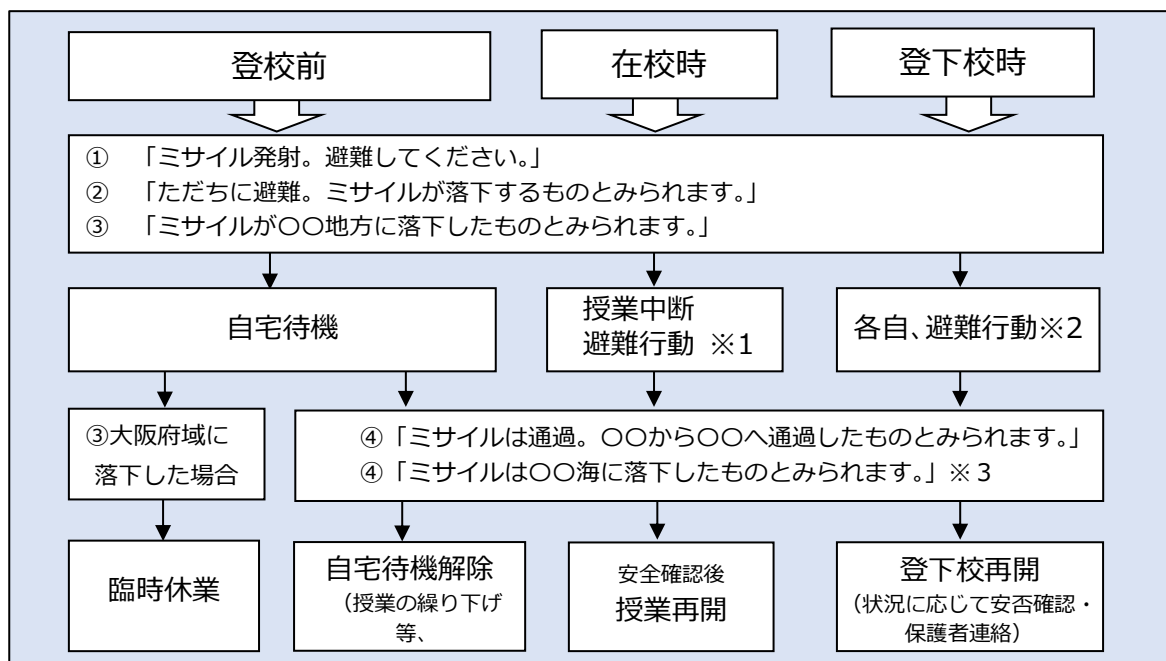 登校前
在校時
登下校時
① 「ミサイル発射。避難してください。」
② 「ただちに避難。ミサイルが落下するものとみられます。」
③ 「ミサイルが〇〇地方に落下したものとみられます。」
自宅待機
授業中断
避難行動 ※1
各自、避難行動※2
③大阪府域に
落下した場合
④「ミサイルは通過。〇〇から〇〇へ通過したものとみられます。」
④「ミサイルは〇〇海に落下したものとみられます。」※３
臨時休業
自宅待機解除
（授業の繰り下げ
等、
安全確認後
授業再開
登下校再開
（状況に応じて安否確認・
保護者連絡）